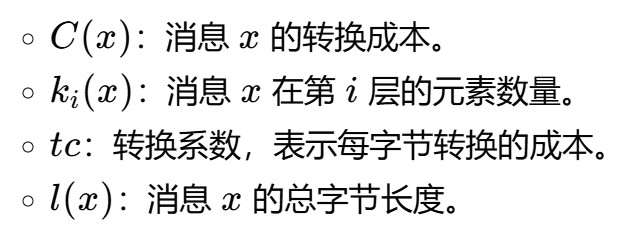 ○ C(x)：消息 x 的转换成本。
○ kᵢ(x)：消息 x 在第 i 层的元素数量。
○ tc：转换系数，表示每字节转换的成本。
○ l(x)：消息 x 的总字节长度。